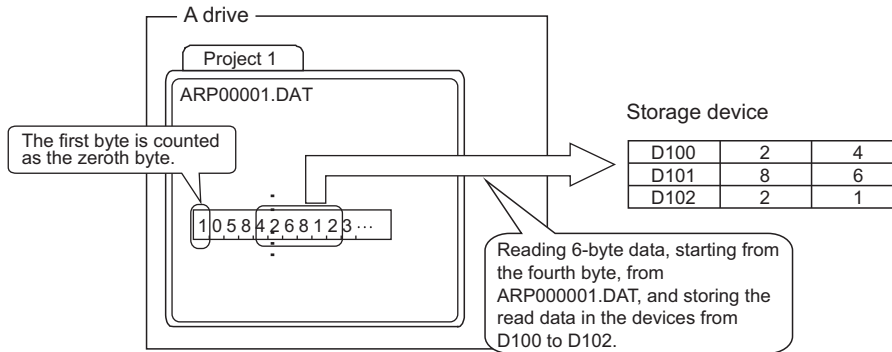 A drive
Project 1
ARP00001.DAT
The first byte is counted
as the zeroth byte.
1 0 5 8 4 2 6 8 1 2 3 ...
Storage device
D100 2 4
D101 8 6
D102 2 1
Reading 6-byte data, starting from
the fourth byte, from
ARP000001.DAT, and storing the
read data in the devices from
D100 to D102.